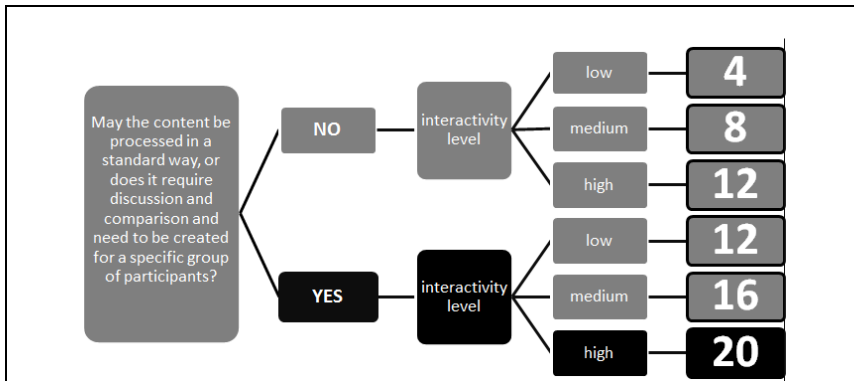 May the content be
processed in a
standard way, or
does it require
discussion and
comparison and
need to be created
for a specific group
of participants?
NO
interactivity
level
low
4
medium
8
high
12
YES
interactivity
level
low
12
medium
16
high
20